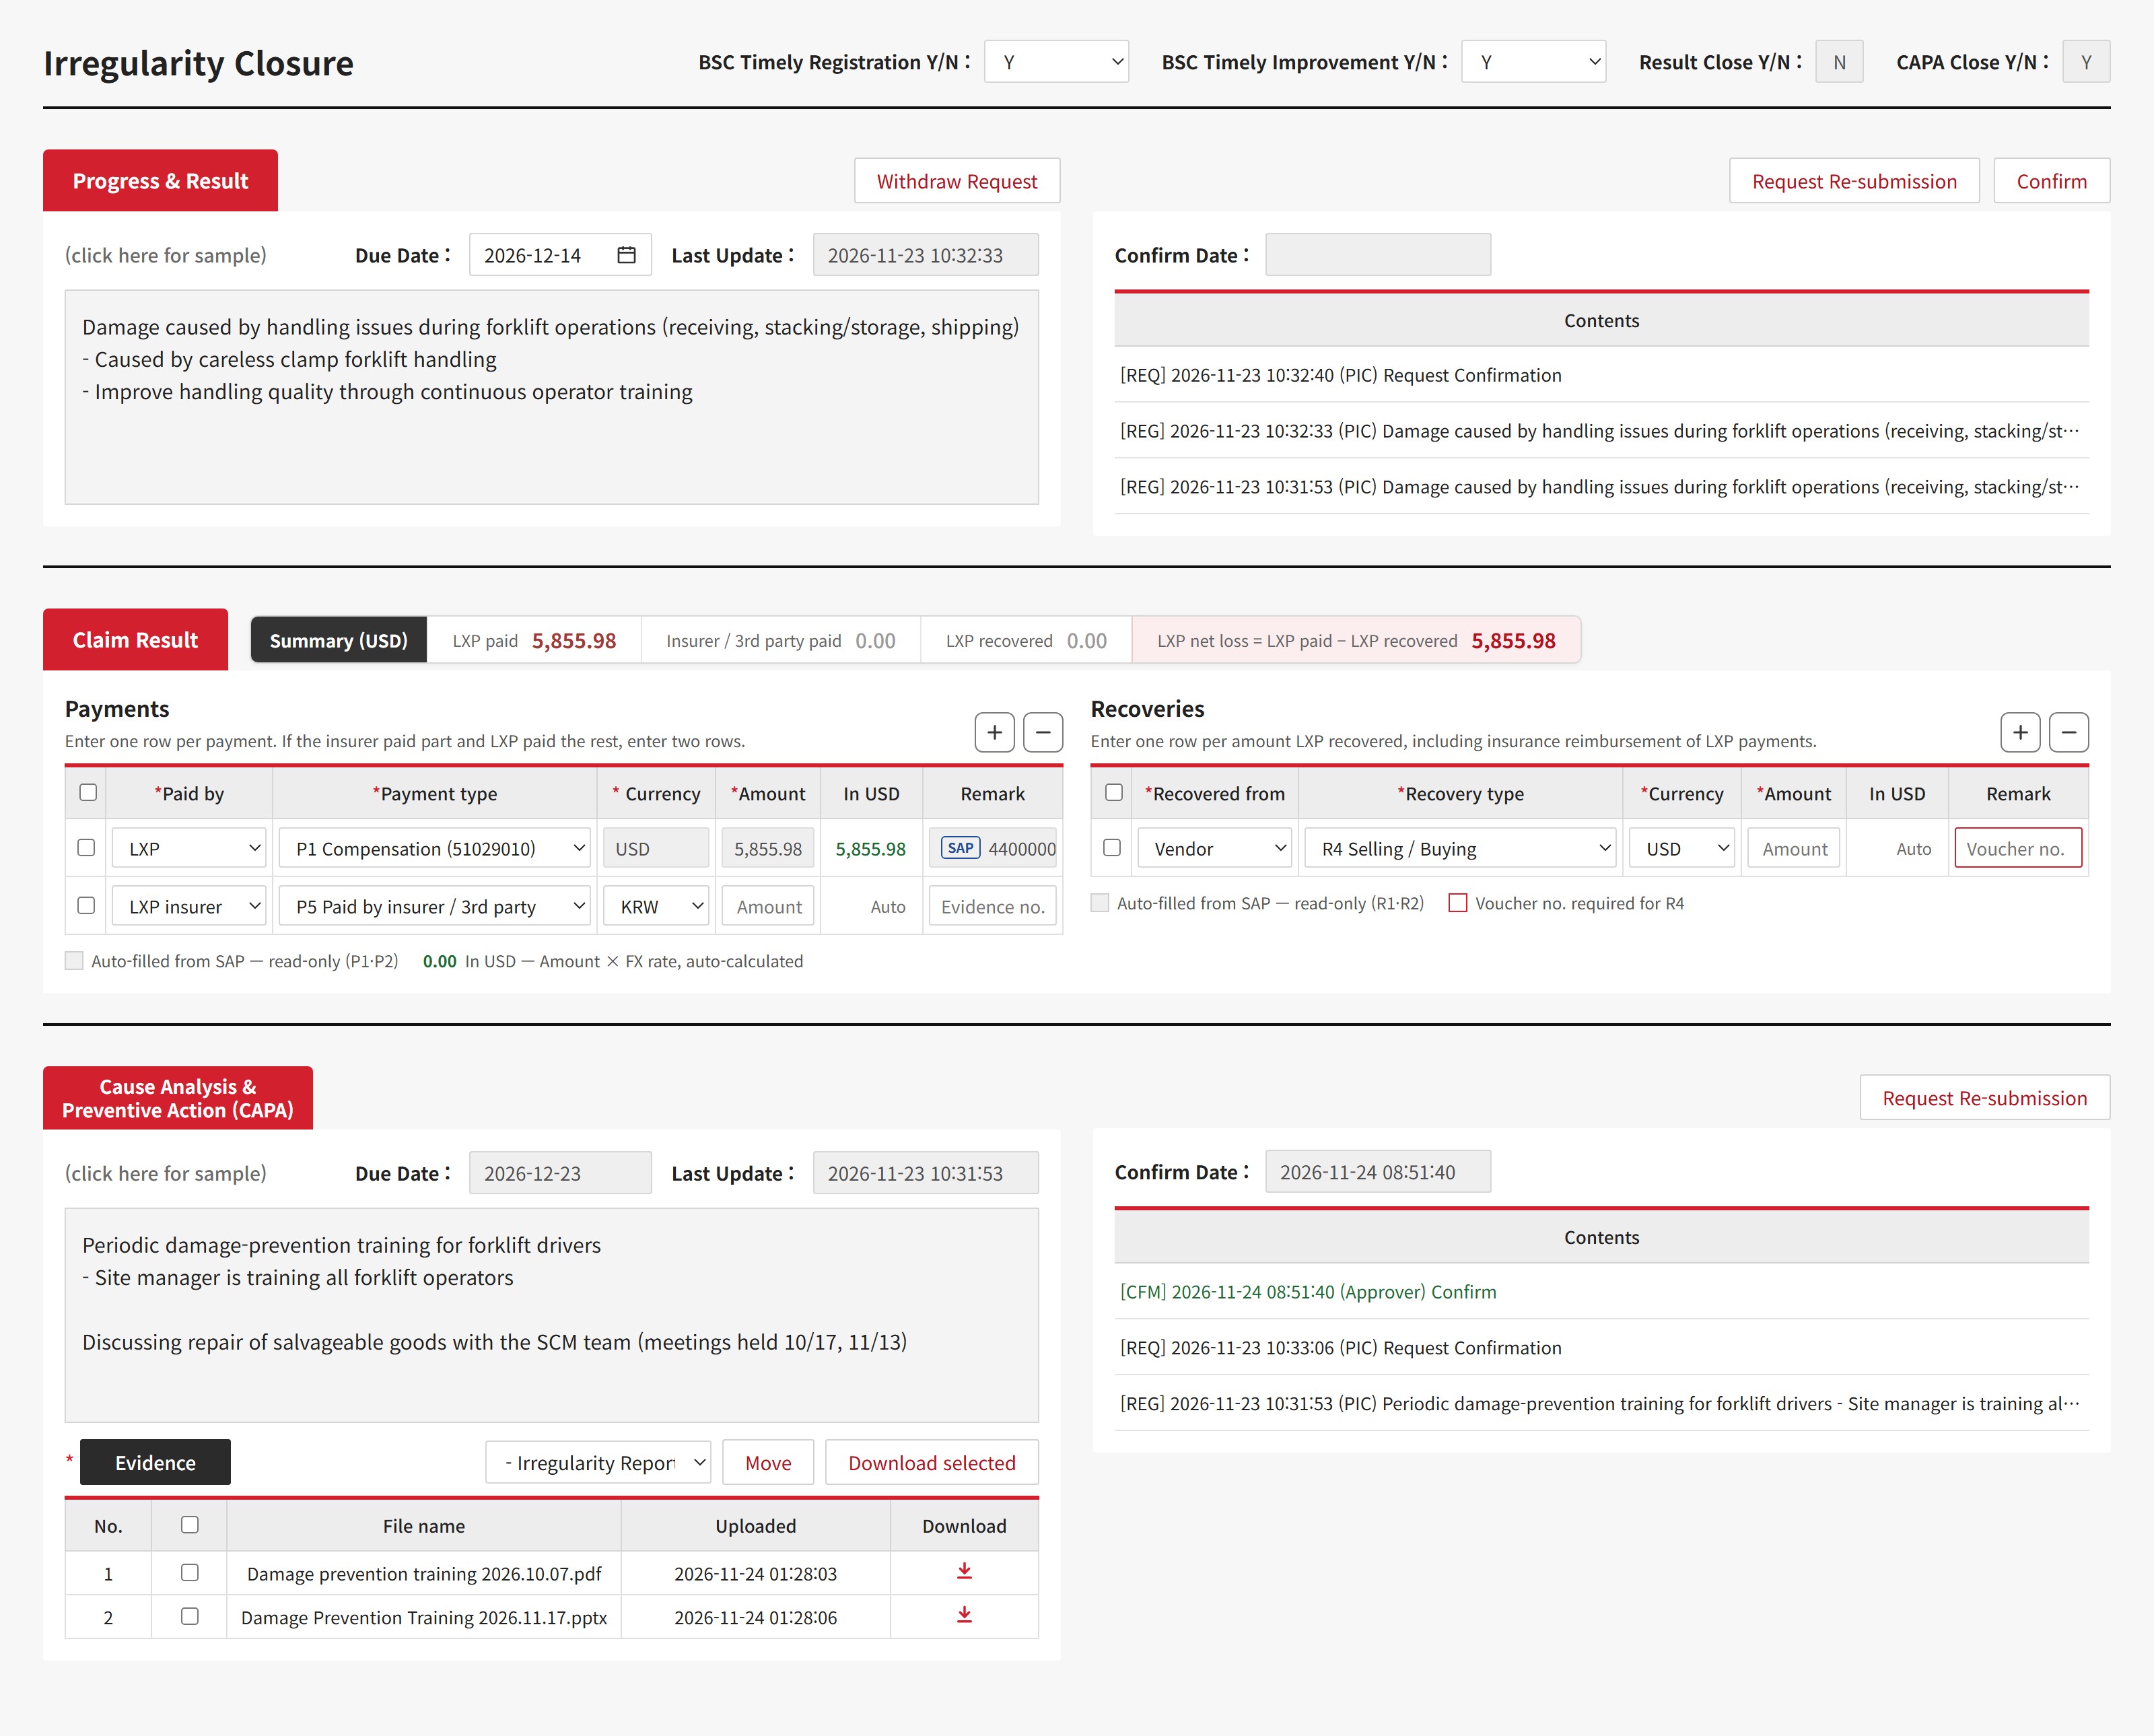 Irregularity Closure
BSC Timely Registration Y/N : Y
BSC Timely Improvement Y/N : Y
Result Close Y/N : N
CAPA Close Y/N : Y
Progress & Result
Withdraw Request
Request Re-submission
Confirm
(click here for sample)
Due Date : 2026-12-14
Last Update : 2026-11-23 10:32:33
Damage caused by handling issues during forklift operations (receiving, stacking/storage, shipping)
- Caused by careless clamp forklift handling
- Improve handling quality through continuous operator training
Confirm Date :
Contents
[REQ] 2026-11-23 10:32:40 (PIC) Request Confirmation
[REG] 2026-11-23 10:32:33 (PIC) Damage caused by handling issues during forklift operations (receiving, stacking/st…
[REG] 2026-11-23 10:31:53 (PIC) Damage caused by handling issues during forklift operations (receiving, stacking/st…
Claim Result
Summary (USD)
LXP paid 5,855.98
Insurer / 3rd party paid 0.00
LXP recovered 0.00
LXP net loss = LXP paid − LXP recovered 5,855.98
Payments
Enter one row per payment. If the insurer paid part and LXP paid the rest, enter two rows.
+ −
*Paid by *Payment type * Currency *Amount In USD Remark
LXP P1 Compensation (51029010) USD 5,855.98 5,855.98 SAP 4400000
LXP insurer P5 Paid by insurer / 3rd party KRW Amount Auto Evidence no.
Auto-filled from SAP — read-only (P1·P2) 0.00 In USD — Amount × FX rate, auto-calculated
Recoveries
Enter one row per amount LXP recovered, including insurance reimbursement of LXP payments.
+ −
*Recovered from *Recovery type *Currency *Amount In USD Remark
Vendor R4 Selling / Buying USD Amount Auto Voucher no.
Auto-filled from SAP — read-only (R1·R2) Voucher no. required for R4
Cause Analysis &
Preventive Action (CAPA)
Request Re-submission
(click here for sample)
Due Date : 2026-12-23
Last Update : 2026-11-23 10:31:53
Periodic damage-prevention training for forklift drivers
- Site manager is training all forklift operators
Discussing repair of salvageable goods with the SCM team (meetings held 10/17, 11/13)
Confirm Date : 2026-11-24 08:51:40
Contents
[CFM] 2026-11-24 08:51:40 (Approver) Confirm
[REQ] 2026-11-23 10:33:06 (PIC) Request Confirmation
[REG] 2026-11-23 10:31:53 (PIC) Periodic damage-prevention training for forklift drivers - Site manager is training al…
* Evidence
- Irregularity Report
Move
Download selected
No. File name Uploaded Download
1 Damage prevention training 2026.10.07.pdf 2026-11-24 01:28:03
2 Damage Prevention Training 2026.11.17.pptx 2026-11-24 01:28:06